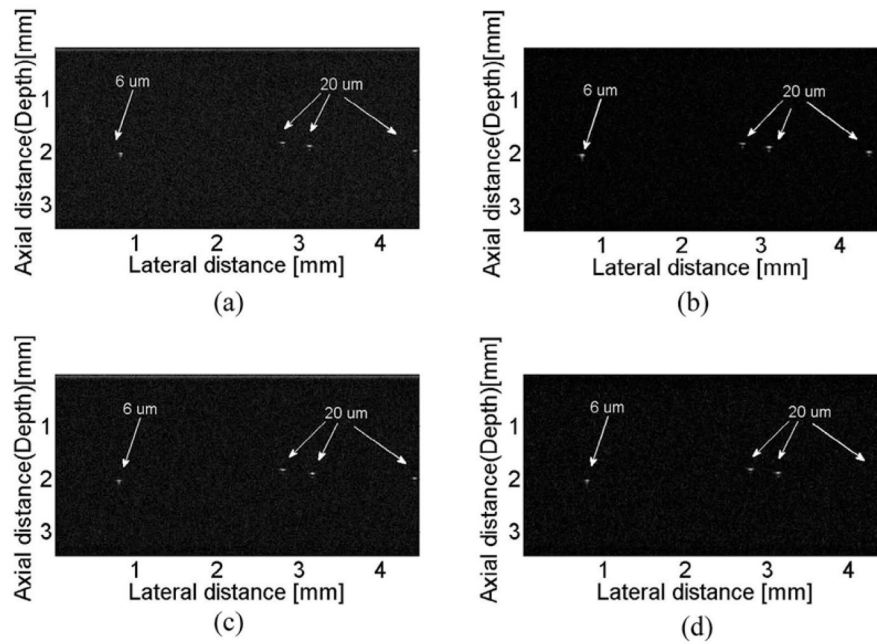 Axial distance(Depth)[mm]
1
2
3
6 um
20 um
1 2 3 4
Lateral distance [mm]
(a)
Axial distance(Depth)[mm]
1
2
3
6 um
20 um
1 2 3 4
Lateral distance [mm]
(b)
Axial distance(Depth)[mm]
1
2
3
6 um
20 um
1 2 3 4
Lateral distance [mm]
(c)
Axial distance(Depth)[mm]
1
2
3
6 um
20 um
1 2 3 4
Lateral distance [mm]
(d)